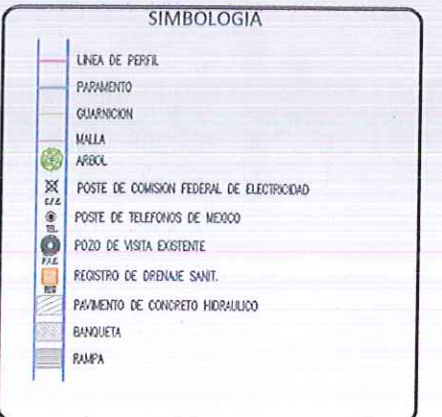 SIMBOLOGIA
LINEA DE PERFIL
PARAMENTO
GUARNICION
MALLA
ARBOL
C.F.E.
POSTE DE COMISION FEDERAL DE ELECTRICIDAD
TEL.
POSTE DE TELEFONOS DE MEXICO
P.V.E.
POZO DE VISITA EXISTENTE
REG
REGISTRO DE DRENAJE SANIT.
PAVIMENTO DE CONCRETO HIDRAULICO
BANQUETA
RAMPA